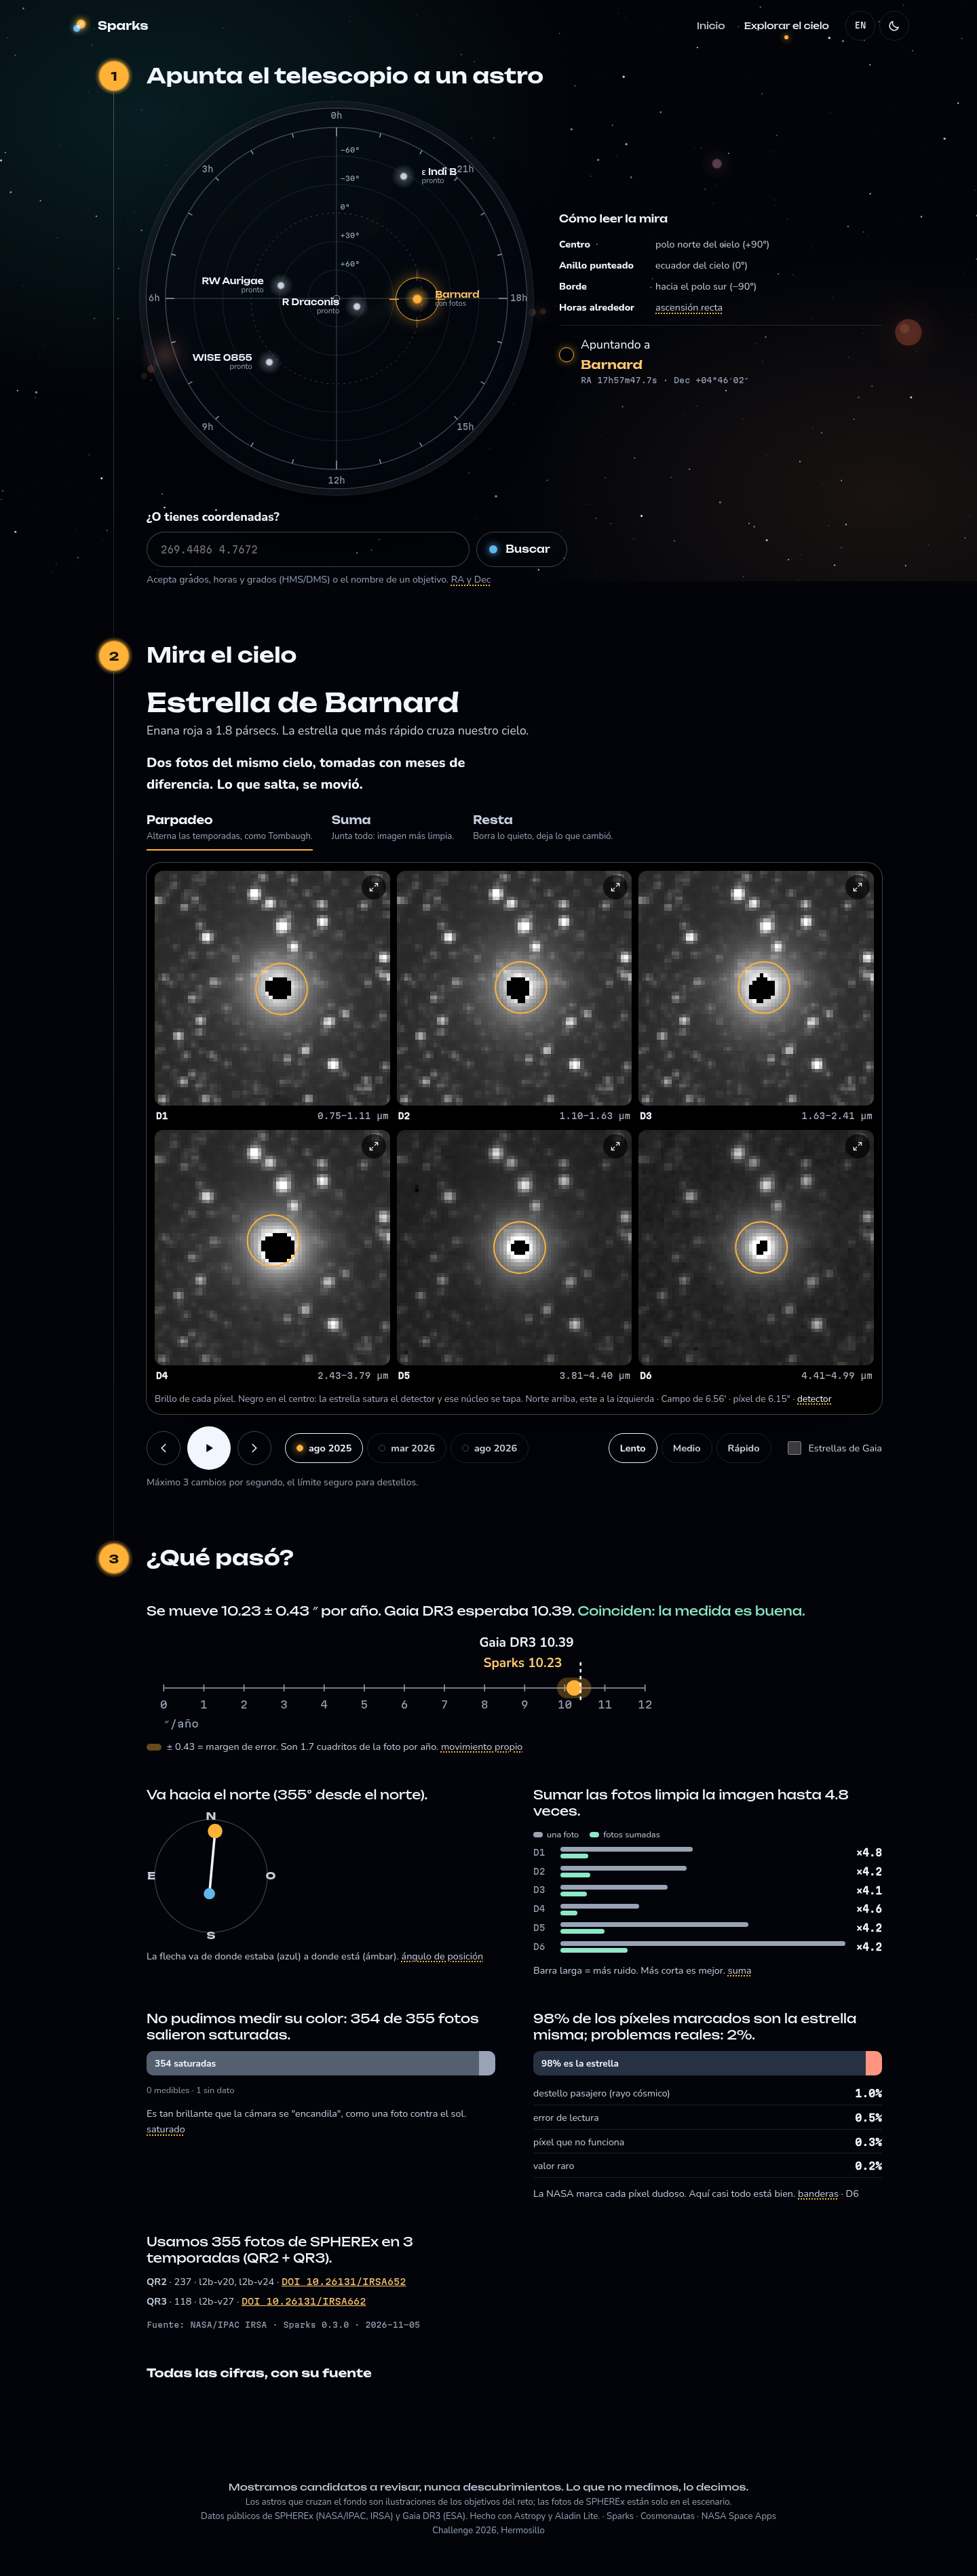 Sparks
Inicio
Explorar el cielo
EN
1
Apunta el telescopio a un astro
0h
3h
21h
-60°
-30°
0°
+30°
+60°
ε Indi B
pronto
RW Aurigae
pronto
R Draconis
pronto
Barnard
con fotos
6h
18h
WISE 0855
pronto
9h
15h
12h
Cómo leer la mira
Centro polo norte del cielo (+90°)
Anillo punteado ecuador del cielo (0°)
Borde hacia el polo sur (−90°)
Horas alrededor ascensión recta
Apuntando a
Barnard
RA 17h57m47.7s · Dec +04°46′02″
¿O tienes coordenadas?
269.4486 4.7672
Buscar
Acepta grados, horas y grados (HMS/DMS) o el nombre de un objetivo. RA y Dec
2
Mira el cielo
Estrella de Barnard
Enana roja a 1.8 pársecs. La estrella que más rápido cruza nuestro cielo.
Dos fotos del mismo cielo, tomadas con meses de
diferencia. Lo que salta, se movió.
Parpadeo
Alterna las temporadas, como Tombaugh.
Suma
Junta todo: imagen más limpia.
Resta
Borra lo quieto, deja lo que cambió.
D1 0.75–1.11 µm
D2 1.10–1.63 µm
D3 1.63–2.41 µm
D4 2.43–3.79 µm
D5 3.81–4.40 µm
D6 4.41–4.99 µm
Brillo de cada píxel. Negro en el centro: la estrella satura el detector y ese núcleo se tapa. Norte arriba, este a la izquierda · Campo de 6.56′ · píxel de 6.15″ · detector
ago 2025
mar 2026
ago 2026
Lento
Medio
Rápido
Estrellas de Gaia
Máximo 3 cambios por segundo, el límite seguro para destellos.
3
¿Qué pasó?
Se mueve 10.23 ± 0.43 ″ por año. Gaia DR3 esperaba 10.39. Coinciden: la medida es buena.
Gaia DR3 10.39
Sparks 10.23
0 1 2 3 4 5 6 7 8 9 10 11 12
″/año
± 0.43 = margen de error. Son 1.7 cuadritos de la foto por año. movimiento propio
Va hacia el norte (355° desde el norte).
N
E
O
S
La flecha va de donde estaba (azul) a donde está (ámbar). ángulo de posición
Sumar las fotos limpia la imagen hasta 4.8
veces.
una foto
fotos sumadas
D1 ×4.8
D2 ×4.2
D3 ×4.1
D4 ×4.6
D5 ×4.2
D6 ×4.2
Barra larga = más ruido. Más corta es mejor. suma
No pudimos medir su color: 354 de 355 fotos
salieron saturadas.
354 saturadas
0 medibles · 1 sin dato
Es tan brillante que la cámara se "encandila", como una foto contra el sol.
saturado
98% de los píxeles marcados son la estrella
misma; problemas reales: 2%.
98% es la estrella
destello pasajero (rayo cósmico) 1.0%
error de lectura 0.5%
píxel que no funciona 0.3%
valor raro 0.2%
La NASA marca cada píxel dudoso. Aquí casi todo está bien. banderas · D6
Usamos 355 fotos de SPHEREx en 3
temporadas (QR2 + QR3).
QR2 · 237 · l2b-v20, l2b-v24 · DOI 10.26131/IRSA652
QR3 · 118 · l2b-v27 · DOI 10.26131/IRSA662
Fuente: NASA/IPAC IRSA · Sparks 0.3.0 · 2026-11-05
Todas las cifras, con su fuente
Mostramos candidatos a revisar, nunca descubrimientos. Lo que no medimos, lo decimos.
Los astros que cruzan el fondo son ilustraciones de los objetivos del reto; las fotos de SPHEREx están solo en el escenario.
Datos públicos de SPHEREx (NASA/IPAC, IRSA) y Gaia DR3 (ESA). Hecho con Astropy y Aladin Lite. · Sparks · Cosmonautas · NASA Space Apps
Challenge 2026, Hermosillo